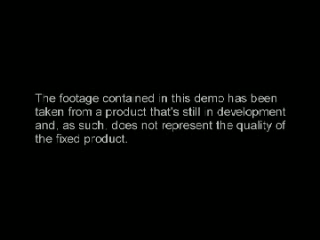 The footage contained in this demo has been
taken from a product that's still in development
and, as such, does not represent the quality of
the fixed product.